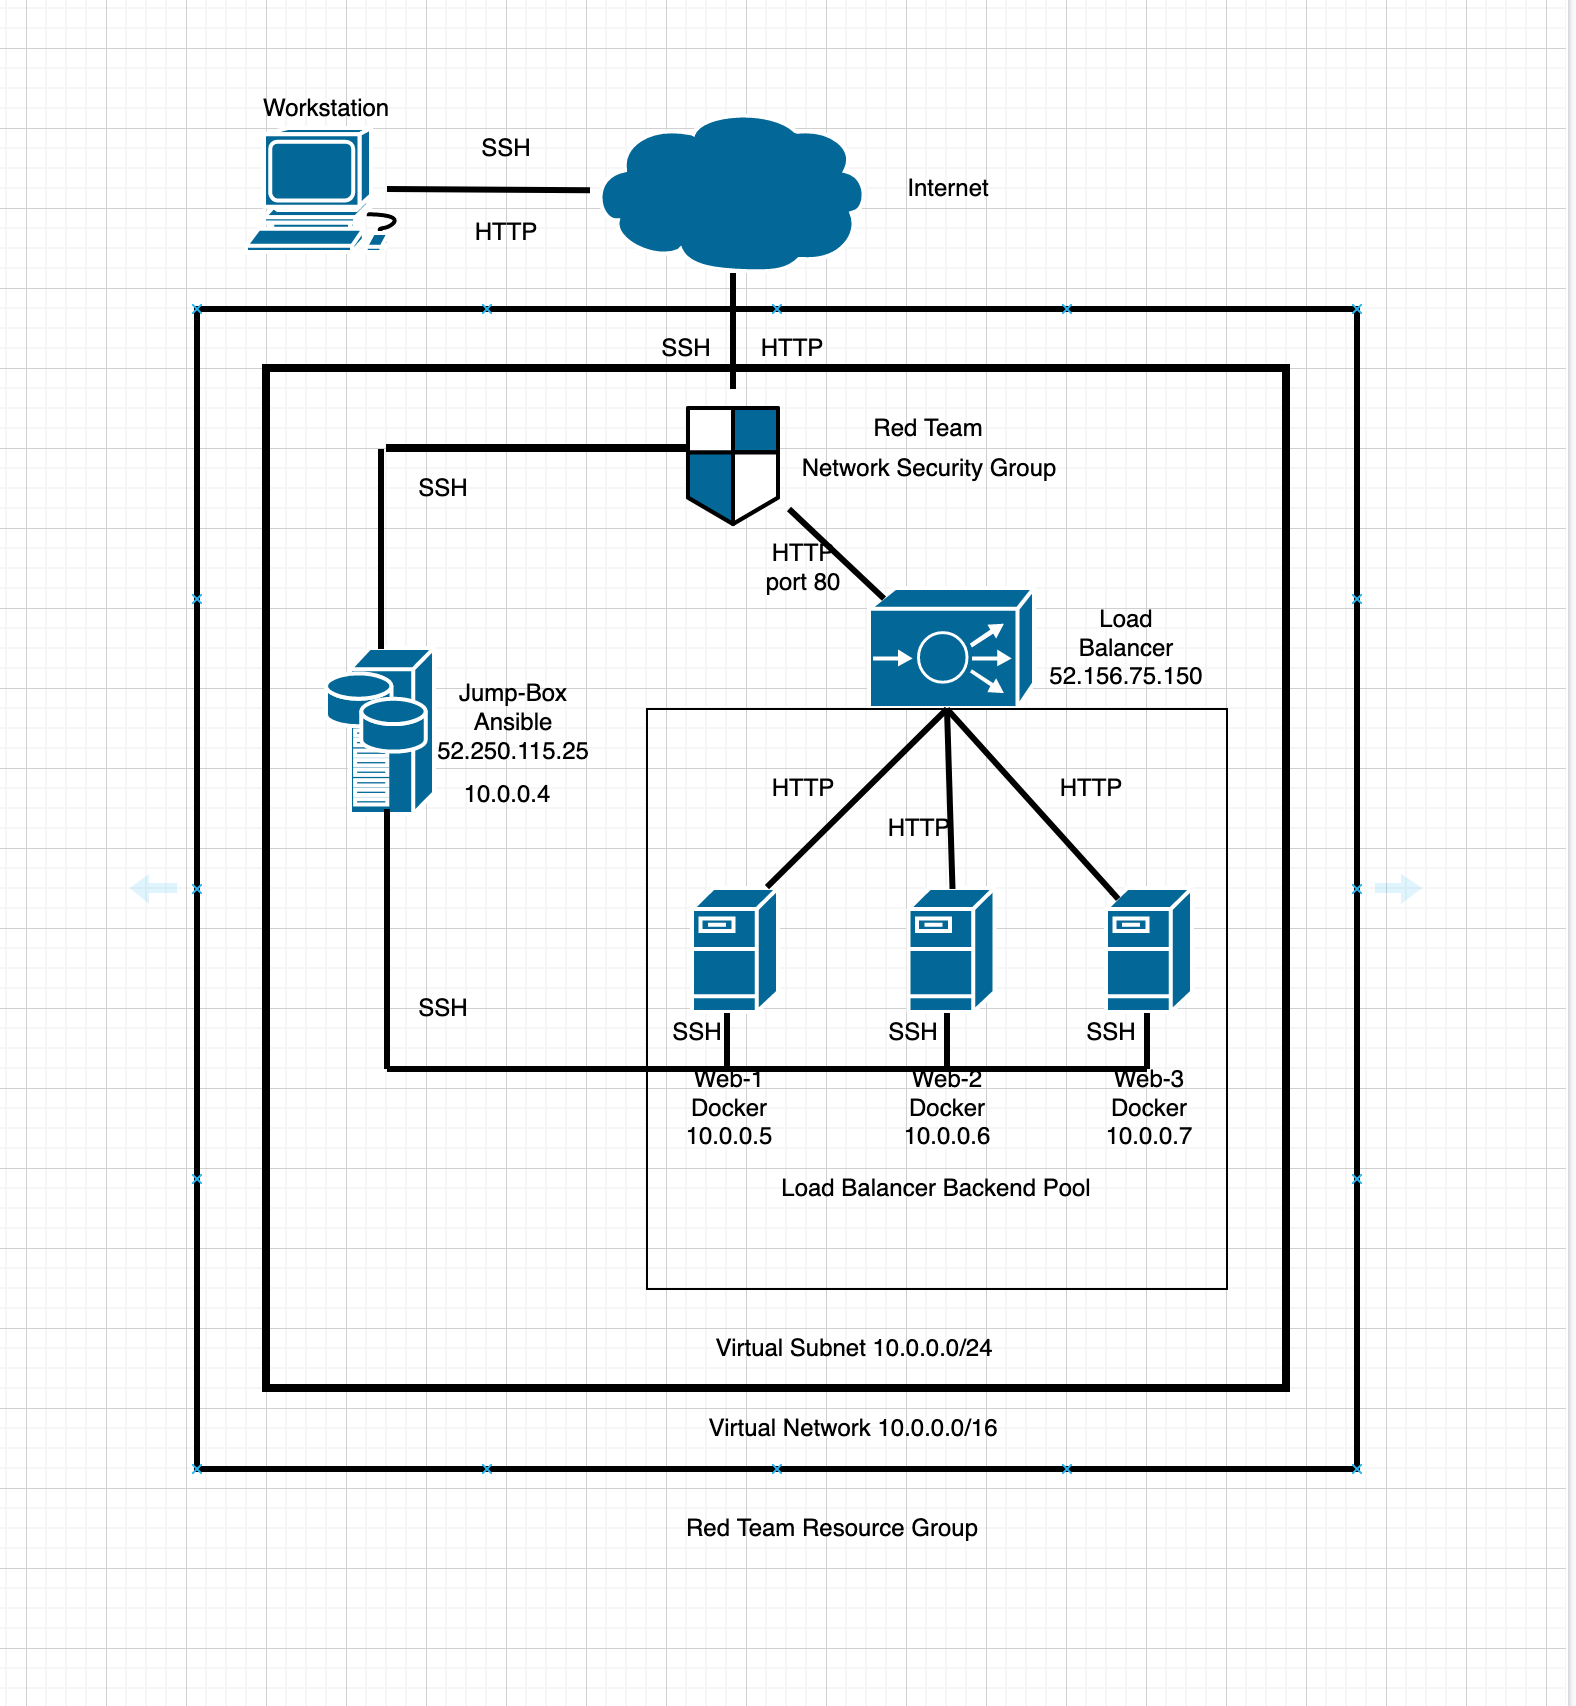 Workstation
SSH
HTTP
Internet
SSH
HTTP
Red Team
Network Security Group
SSH
HTTP
port 80
Load
Balancer
52.156.75.150
Jump-Box
Ansible
52.250.115.25
10.0.0.4
HTTP
HTTP
HTTP
SSH
SSH
SSH
SSH
Web-1
Docker
10.0.0.5
Web-2
Docker
10.0.0.6
Web-3
Docker
10.0.0.7
Load Balancer Backend Pool
Virtual Subnet 10.0.0.0/24
Virtual Network 10.0.0.0/16
Red Team Resource Group